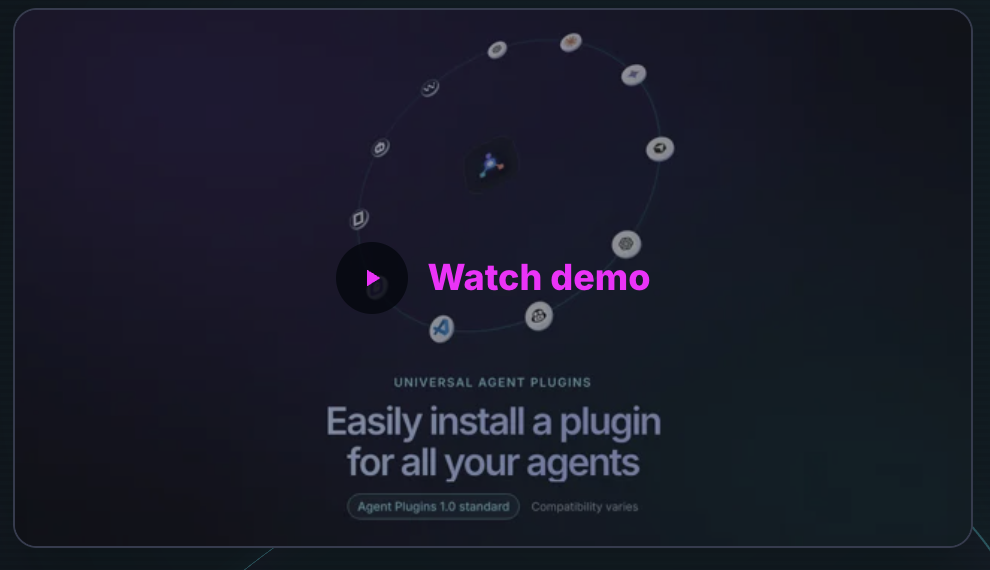 Watch demo
UNIVERSAL AGENT PLUGINS
Easily install a plugin
for all your agents
Agent Plugins 1.0 standard Compatibility varies